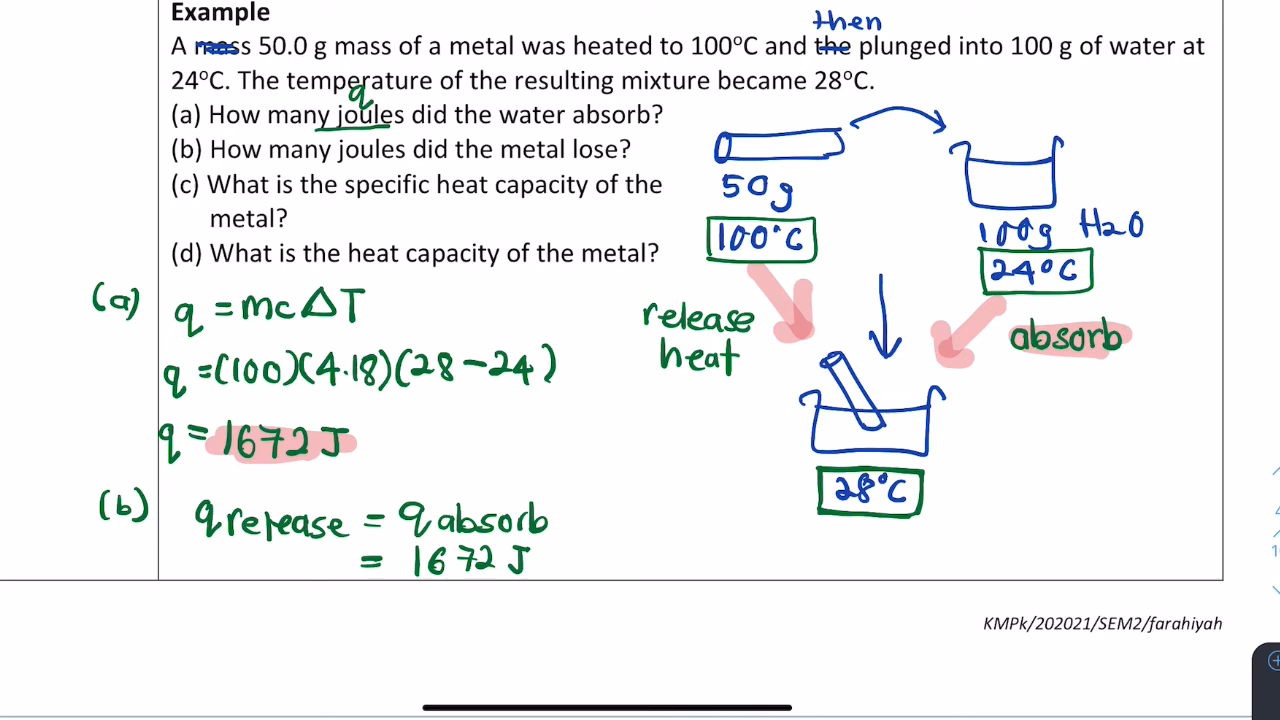 Example
then
A mass 50.0 g mass of a metal was heated to 100°C and the plunged into 100 g of water at
24°C. The temperature of the resulting mixture became 28°C.
q
(a) How many joules did the water absorb?
(b) How many joules did the metal lose?
(c) What is the specific heat capacity of the
metal?
(d) What is the heat capacity of the metal?
50g
100°C
100g H2O
24°C
release
heat
absorb
28°C
(a) q = mcΔT
q = (100)(4.18)(28-24)
q = 1672 J
(b) q release = q absorb
= 1672 J
KMPk/202021/SEM2/farahiyah